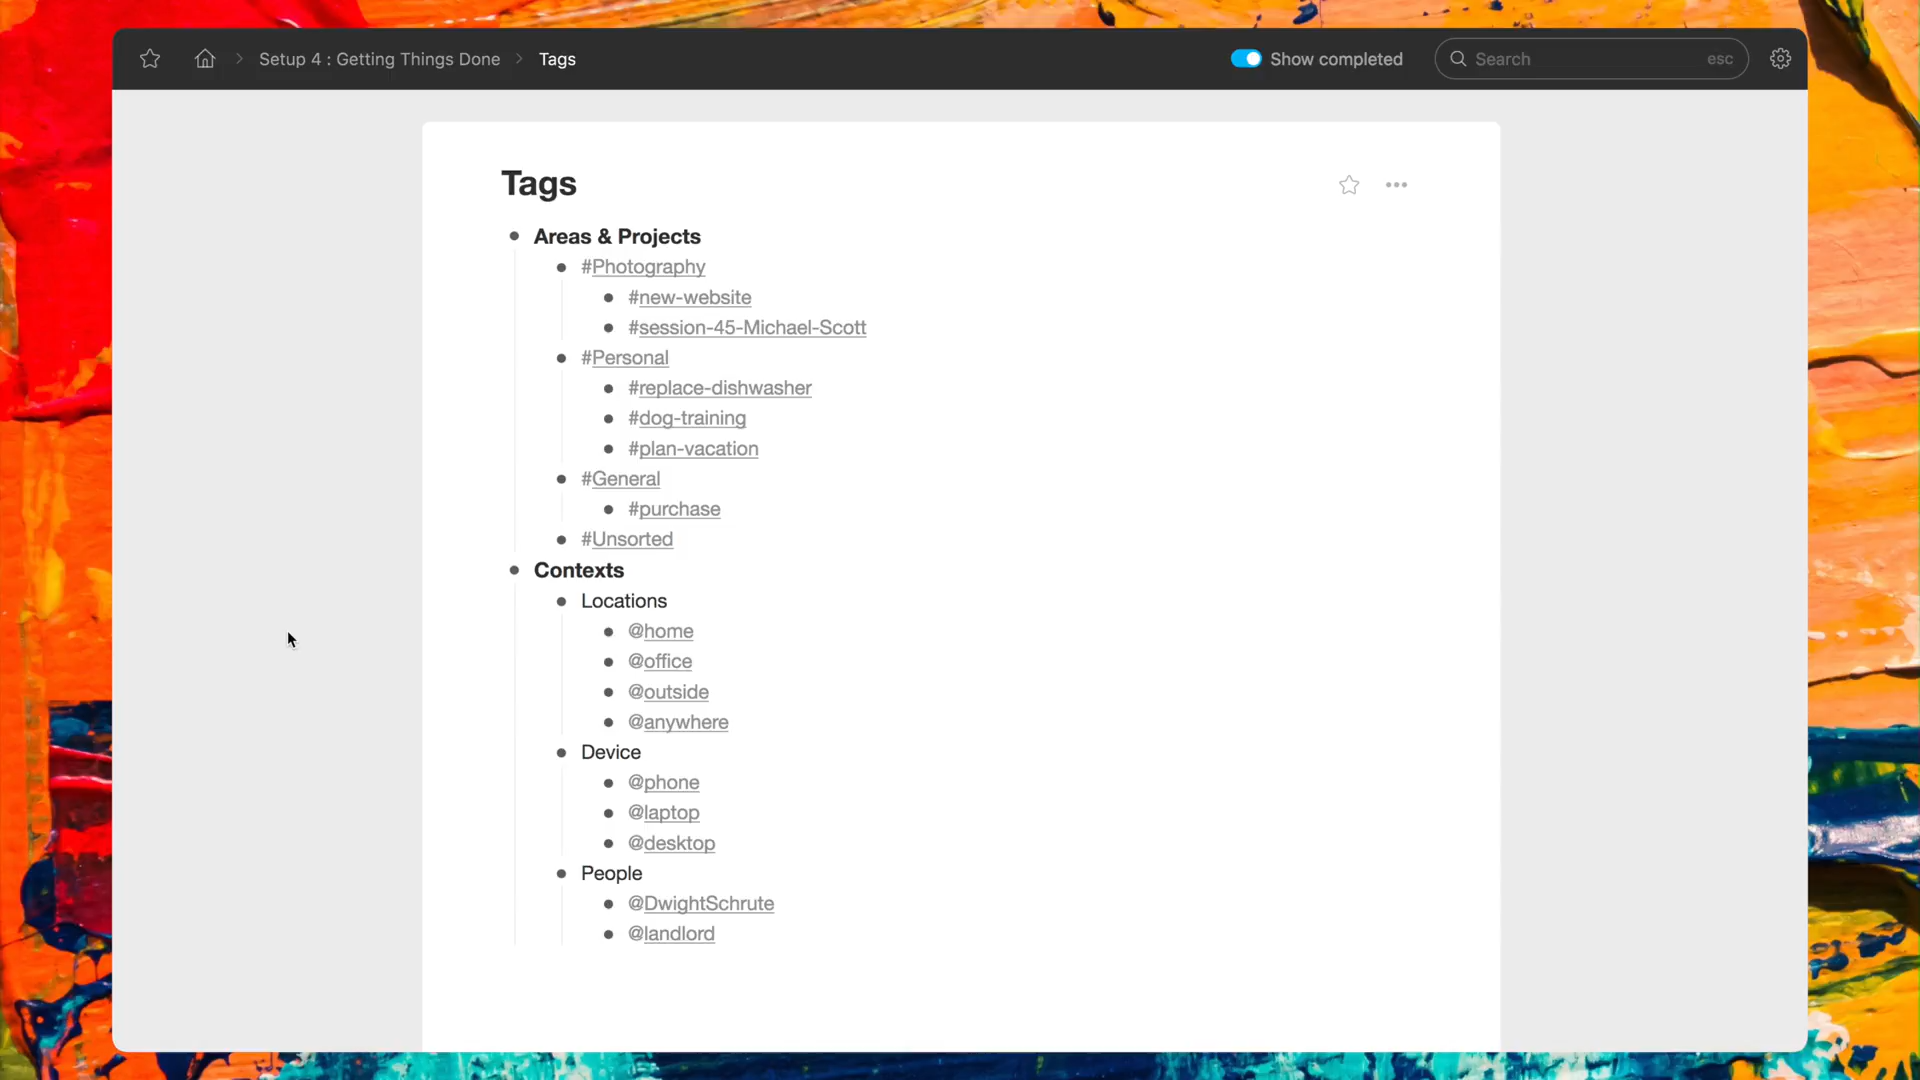 Setup 4 : Getting Things Done
Tags
Show completed
Search
esc
Tags
Areas & Projects
#Photography
#new-website
#session-45-Michael-Scott
#Personal
#replace-dishwasher
#dog-training
#plan-vacation
#General
#purchase
#Unsorted
Contexts
Locations
@home
@office
@outside
@anywhere
Device
@phone
@laptop
@desktop
People
@DwightSchrute
@landlord